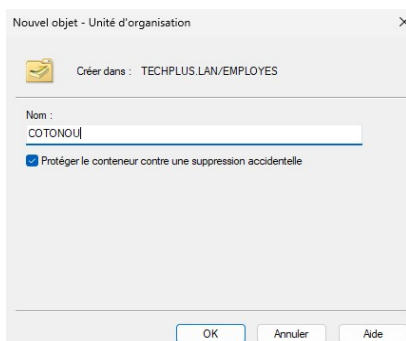 Nouvel objet - Unité d'organisation
Créer dans : TECHPLUS.LAN/EMPLOYES
Nom :
COTONOU
Protéger le conteneur contre une suppression accidentelle
OK Annuler Aide